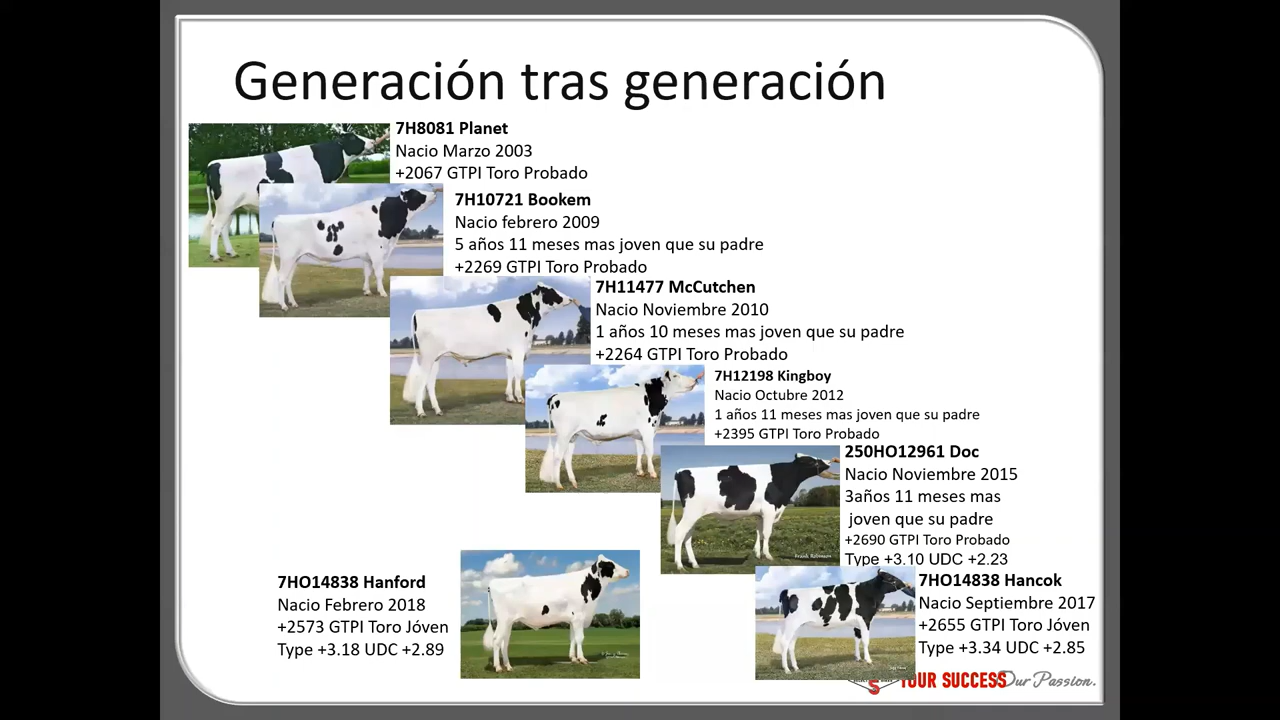 Generación tras generación
7H8081 Planet
Nacio Marzo 2003
+2067 GTPI Toro Probado
7H10721 Bookem
Nacio febrero 2009
5 años 11 meses mas joven que su padre
+2269 GTPI Toro Probado
7H11477 McCutchen
Nacio Noviembre 2010
1 años 10 meses mas joven que su padre
+2264 GTPI Toro Probado
7H12198 Kingboy
Nacio Octubre 2012
1 años 11 meses mas joven que su padre
+2395 GTPI Toro Probado
250HO12961 Doc
Nacio Noviembre 2015
3años 11 meses mas
joven que su padre
+2690 GTPI Toro Probado
Type +3.10 UDC +2.23
7HO14838 Hanford
Nacio Febrero 2018
+2573 GTPI Toro Jóven
Type +3.18 UDC +2.89
7HO14838 Hancok
Nacio Septiembre 2017
+2655 GTPI Toro Jóven
Type +3.34 UDC +2.85
YOUR SUCCESS Our Passion.